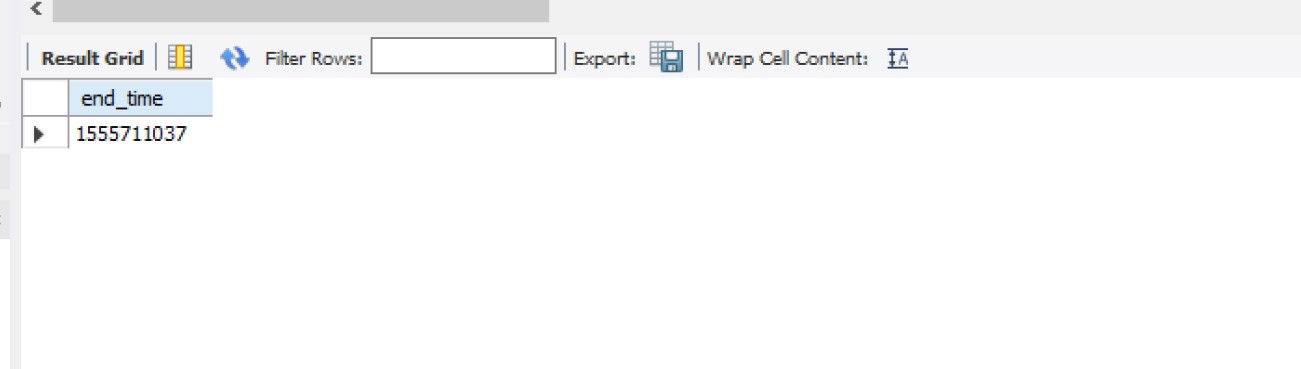 Result Grid Filter Rows: Export: Wrap Cell Content: A
end_time
1555711037